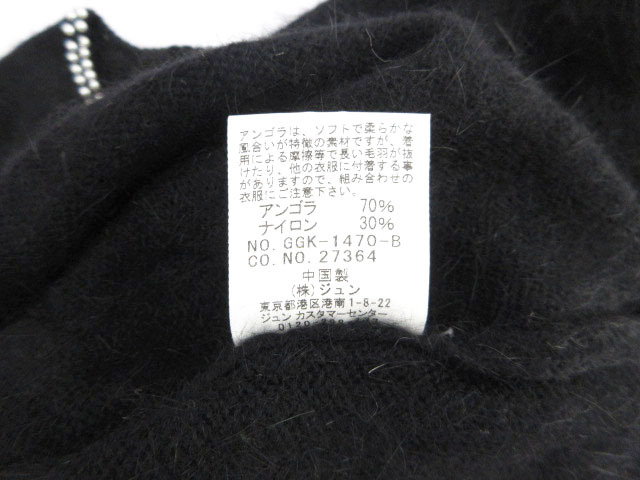 アンゴラは、ソフトで柔らかな
風合いが特徴の素材ですが、着
用による摩擦等で長い毛羽が抜
けたり、他の衣服に付着する事
がありますので、組み合わせの
衣服にご注意下さい。
アンゴラ 70%
ナイロン 30%
NO. GGK-1470-B
CO. NO. 27364
中国製
(株)ジュン
東京都港区港南1-8-22
ジュン カスタマーセンター
0120